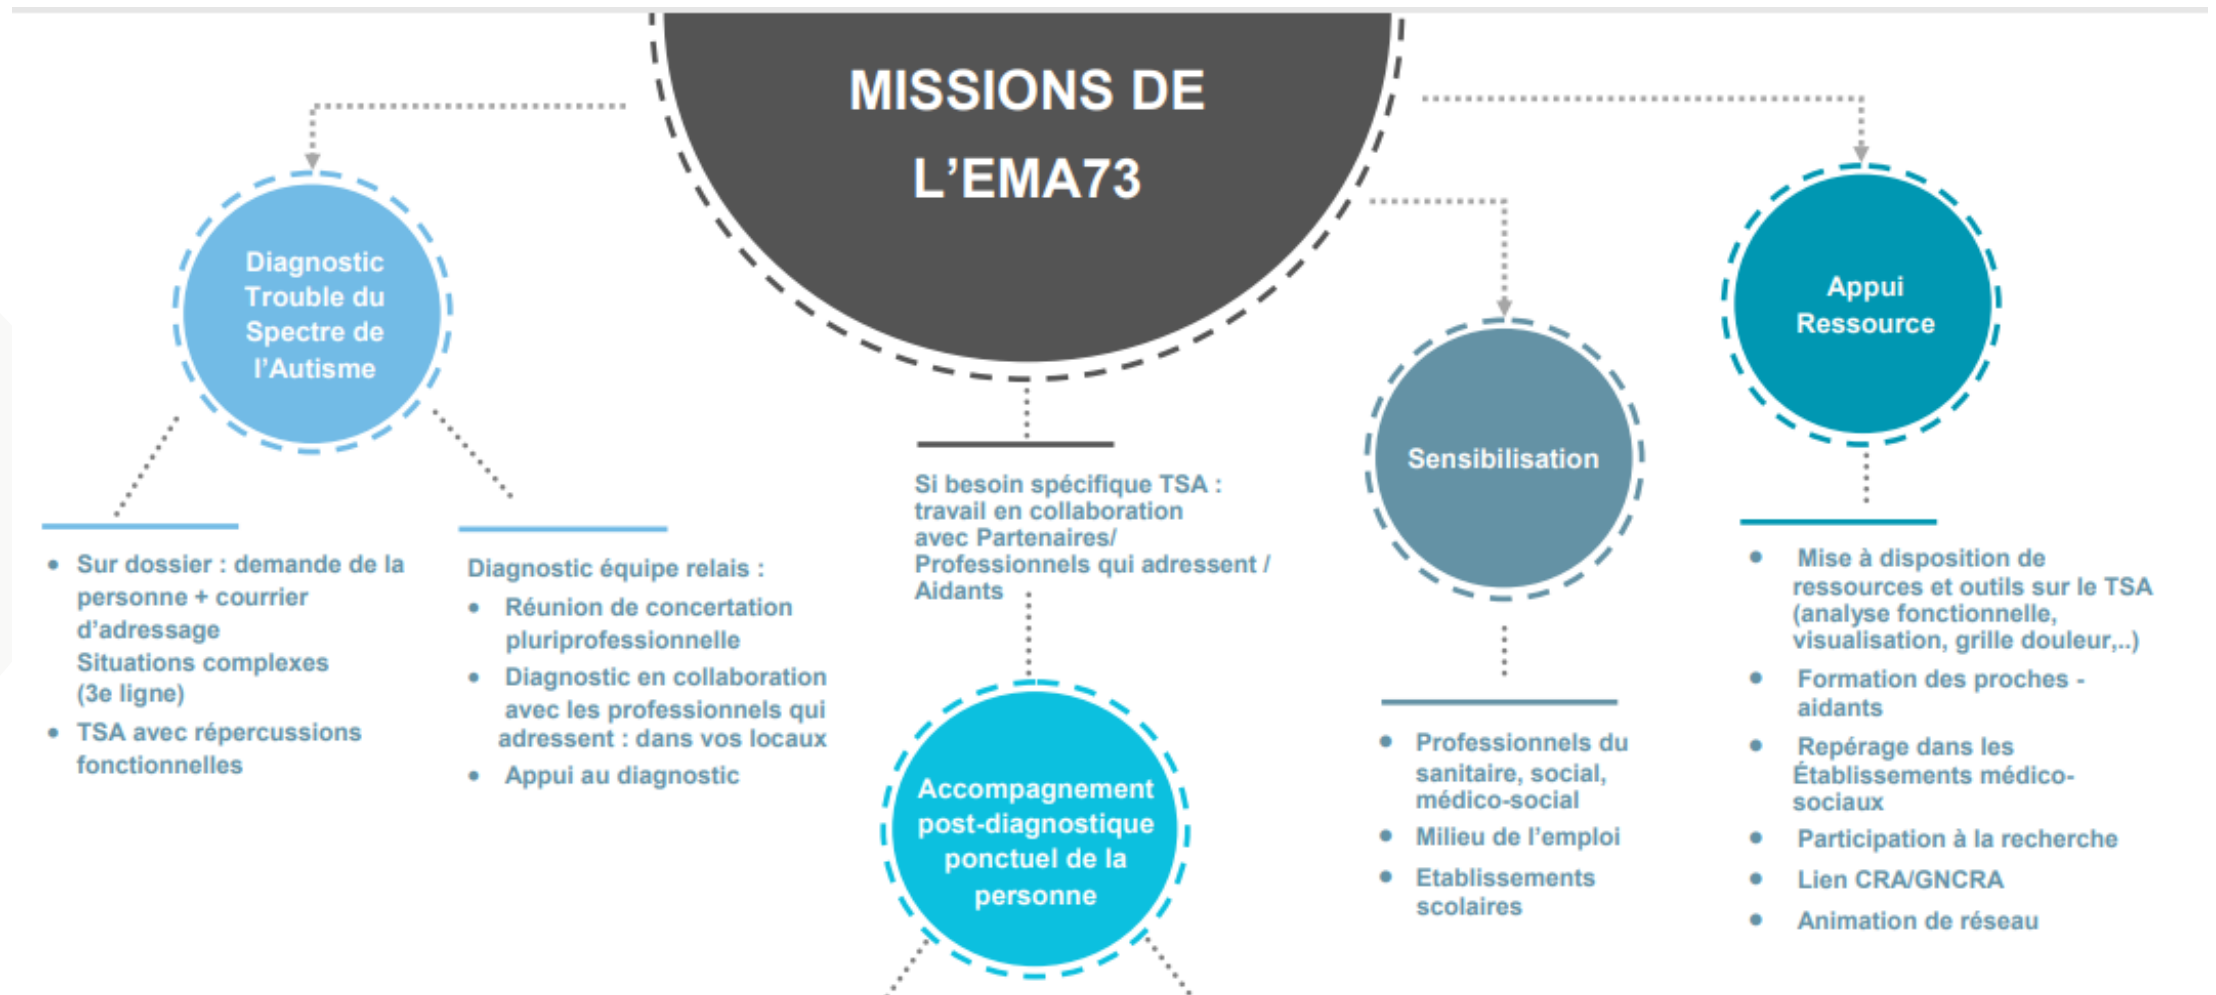 MISSIONS DE
L’EMA73
Diagnostic
Trouble du
Spectre de
l’Autisme
• Sur dossier : demande de la
personne + courrier
d’adressage
Situations complexes
(3e ligne)
• TSA avec répercussions
fonctionnelles
Diagnostic équipe relais :
• Réunion de concertation
pluriprofessionnelle
• Diagnostic en collaboration
avec les professionnels qui
adressent : dans vos locaux
• Appui au diagnostic
Si besoin spécifique TSA :
travail en collaboration
avec Partenaires/
Professionnels qui adressent /
Aidants
Accompagnement
post-diagnostique
ponctuel de la
personne
Sensibilisation
• Professionnels du
sanitaire, social,
médico-social
• Milieu de l’emploi
• Etablissements
scolaires
Appui
Ressource
• Mise à disposition de
ressources et outils sur le TSA
(analyse fonctionnelle,
visualisation, grille douleur,..)
• Formation des proches -
aidants
• Repérage dans les
Établissements médico-
sociaux
• Participation à la recherche
• Lien CRA/GNCRA
• Animation de réseau